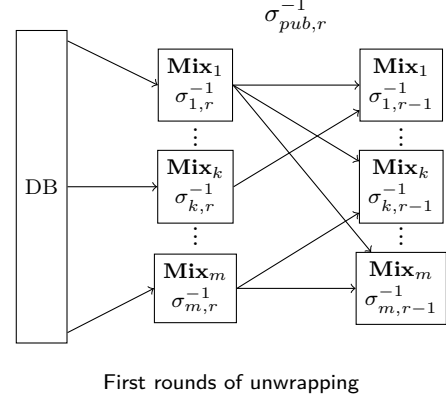 σ_{pub,r}^{-1}
DB
Mix_1
σ_{1,r}^{-1}
⋮
Mix_k
σ_{k,r}^{-1}
⋮
Mix_m
σ_{m,r}^{-1}
Mix_1
σ_{1,r-1}^{-1}
⋮
Mix_k
σ_{k,r-1}^{-1}
⋮
Mix_m
σ_{m,r-1}^{-1}
First rounds of unwrapping